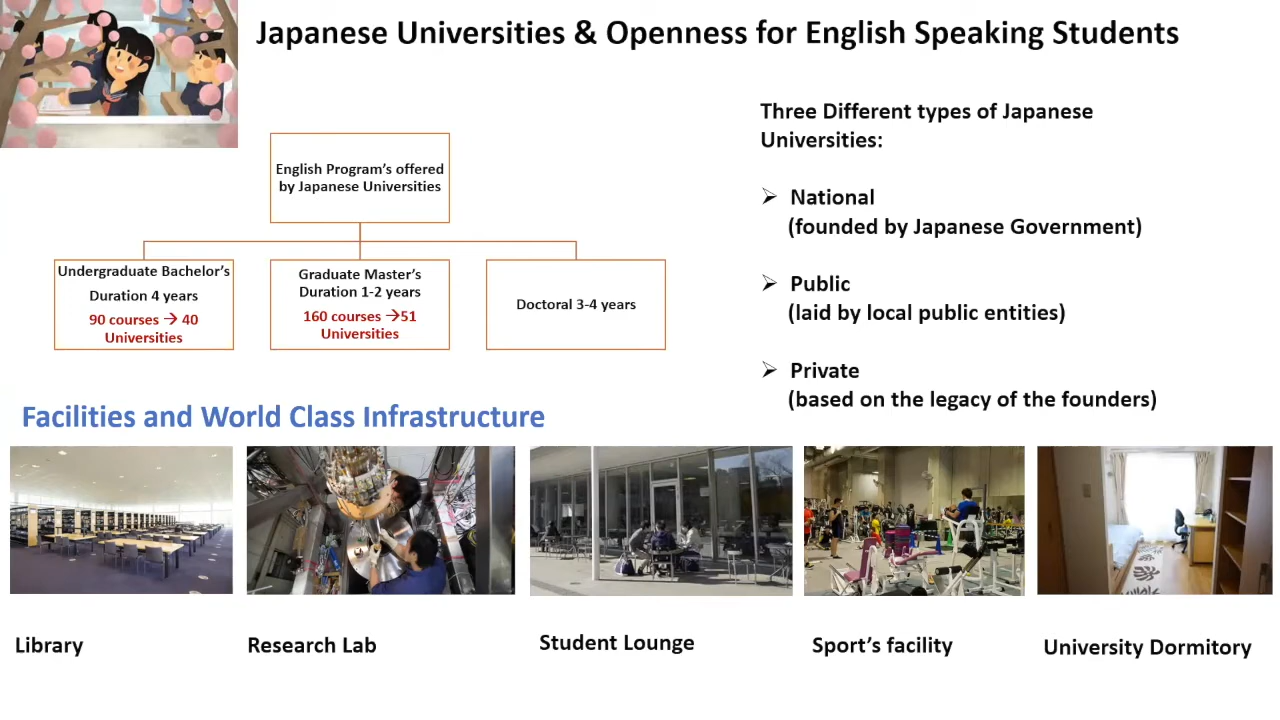 Japanese Universities & Openness for English Speaking Students
English Program’s offered
by Japanese Universities
Undergraduate Bachelor’s
Duration 4 years
90 courses → 40
Universities
Graduate Master’s
Duration 1-2 years
160 courses →51
Universities
Doctoral 3-4 years
Three Different types of Japanese
Universities:
➢ National
(founded by Japanese Government)
➢ Public
(laid by local public entities)
➢ Private
(based on the legacy of the founders)
Facilities and World Class Infrastructure
Library
Research Lab
Student Lounge
Sport’s facility
University Dormitory